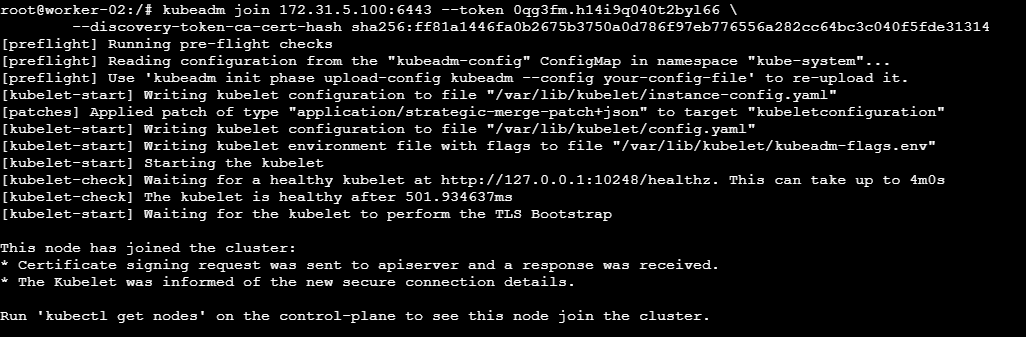 root@worker-02:/# kubeadm join 172.31.5.100:6443 --token 0qg3fm.h14i9q040t2byl66 \
        --discovery-token-ca-cert-hash sha256:ff81a1446fa0b2675b3750a0d786f97eb776556a282cc64bc3c040f5fde31314
[preflight] Running pre-flight checks
[preflight] Reading configuration from the "kubeadm-config" ConfigMap in namespace "kube-system"...
[preflight] Use 'kubeadm init phase upload-config kubeadm --config your-config-file' to re-upload it.
[kubelet-start] Writing kubelet configuration to file "/var/lib/kubelet/instance-config.yaml"
[patches] Applied patch of type "application/strategic-merge-patch+json" to target "kubeletconfiguration"
[kubelet-start] Writing kubelet configuration to file "/var/lib/kubelet/config.yaml"
[kubelet-start] Writing kubelet environment file with flags to file "/var/lib/kubelet/kubeadm-flags.env"
[kubelet-start] Starting the kubelet
[kubelet-check] Waiting for a healthy kubelet at http://127.0.0.1:10248/healthz. This can take up to 4m0s
[kubelet-check] The kubelet is healthy after 501.934637ms
[kubelet-start] Waiting for the kubelet to perform the TLS Bootstrap

This node has joined the cluster:
* Certificate signing request was sent to apiserver and a response was received.
* The Kubelet was informed of the new secure connection details.

Run 'kubectl get nodes' on the control-plane to see this node join the cluster.